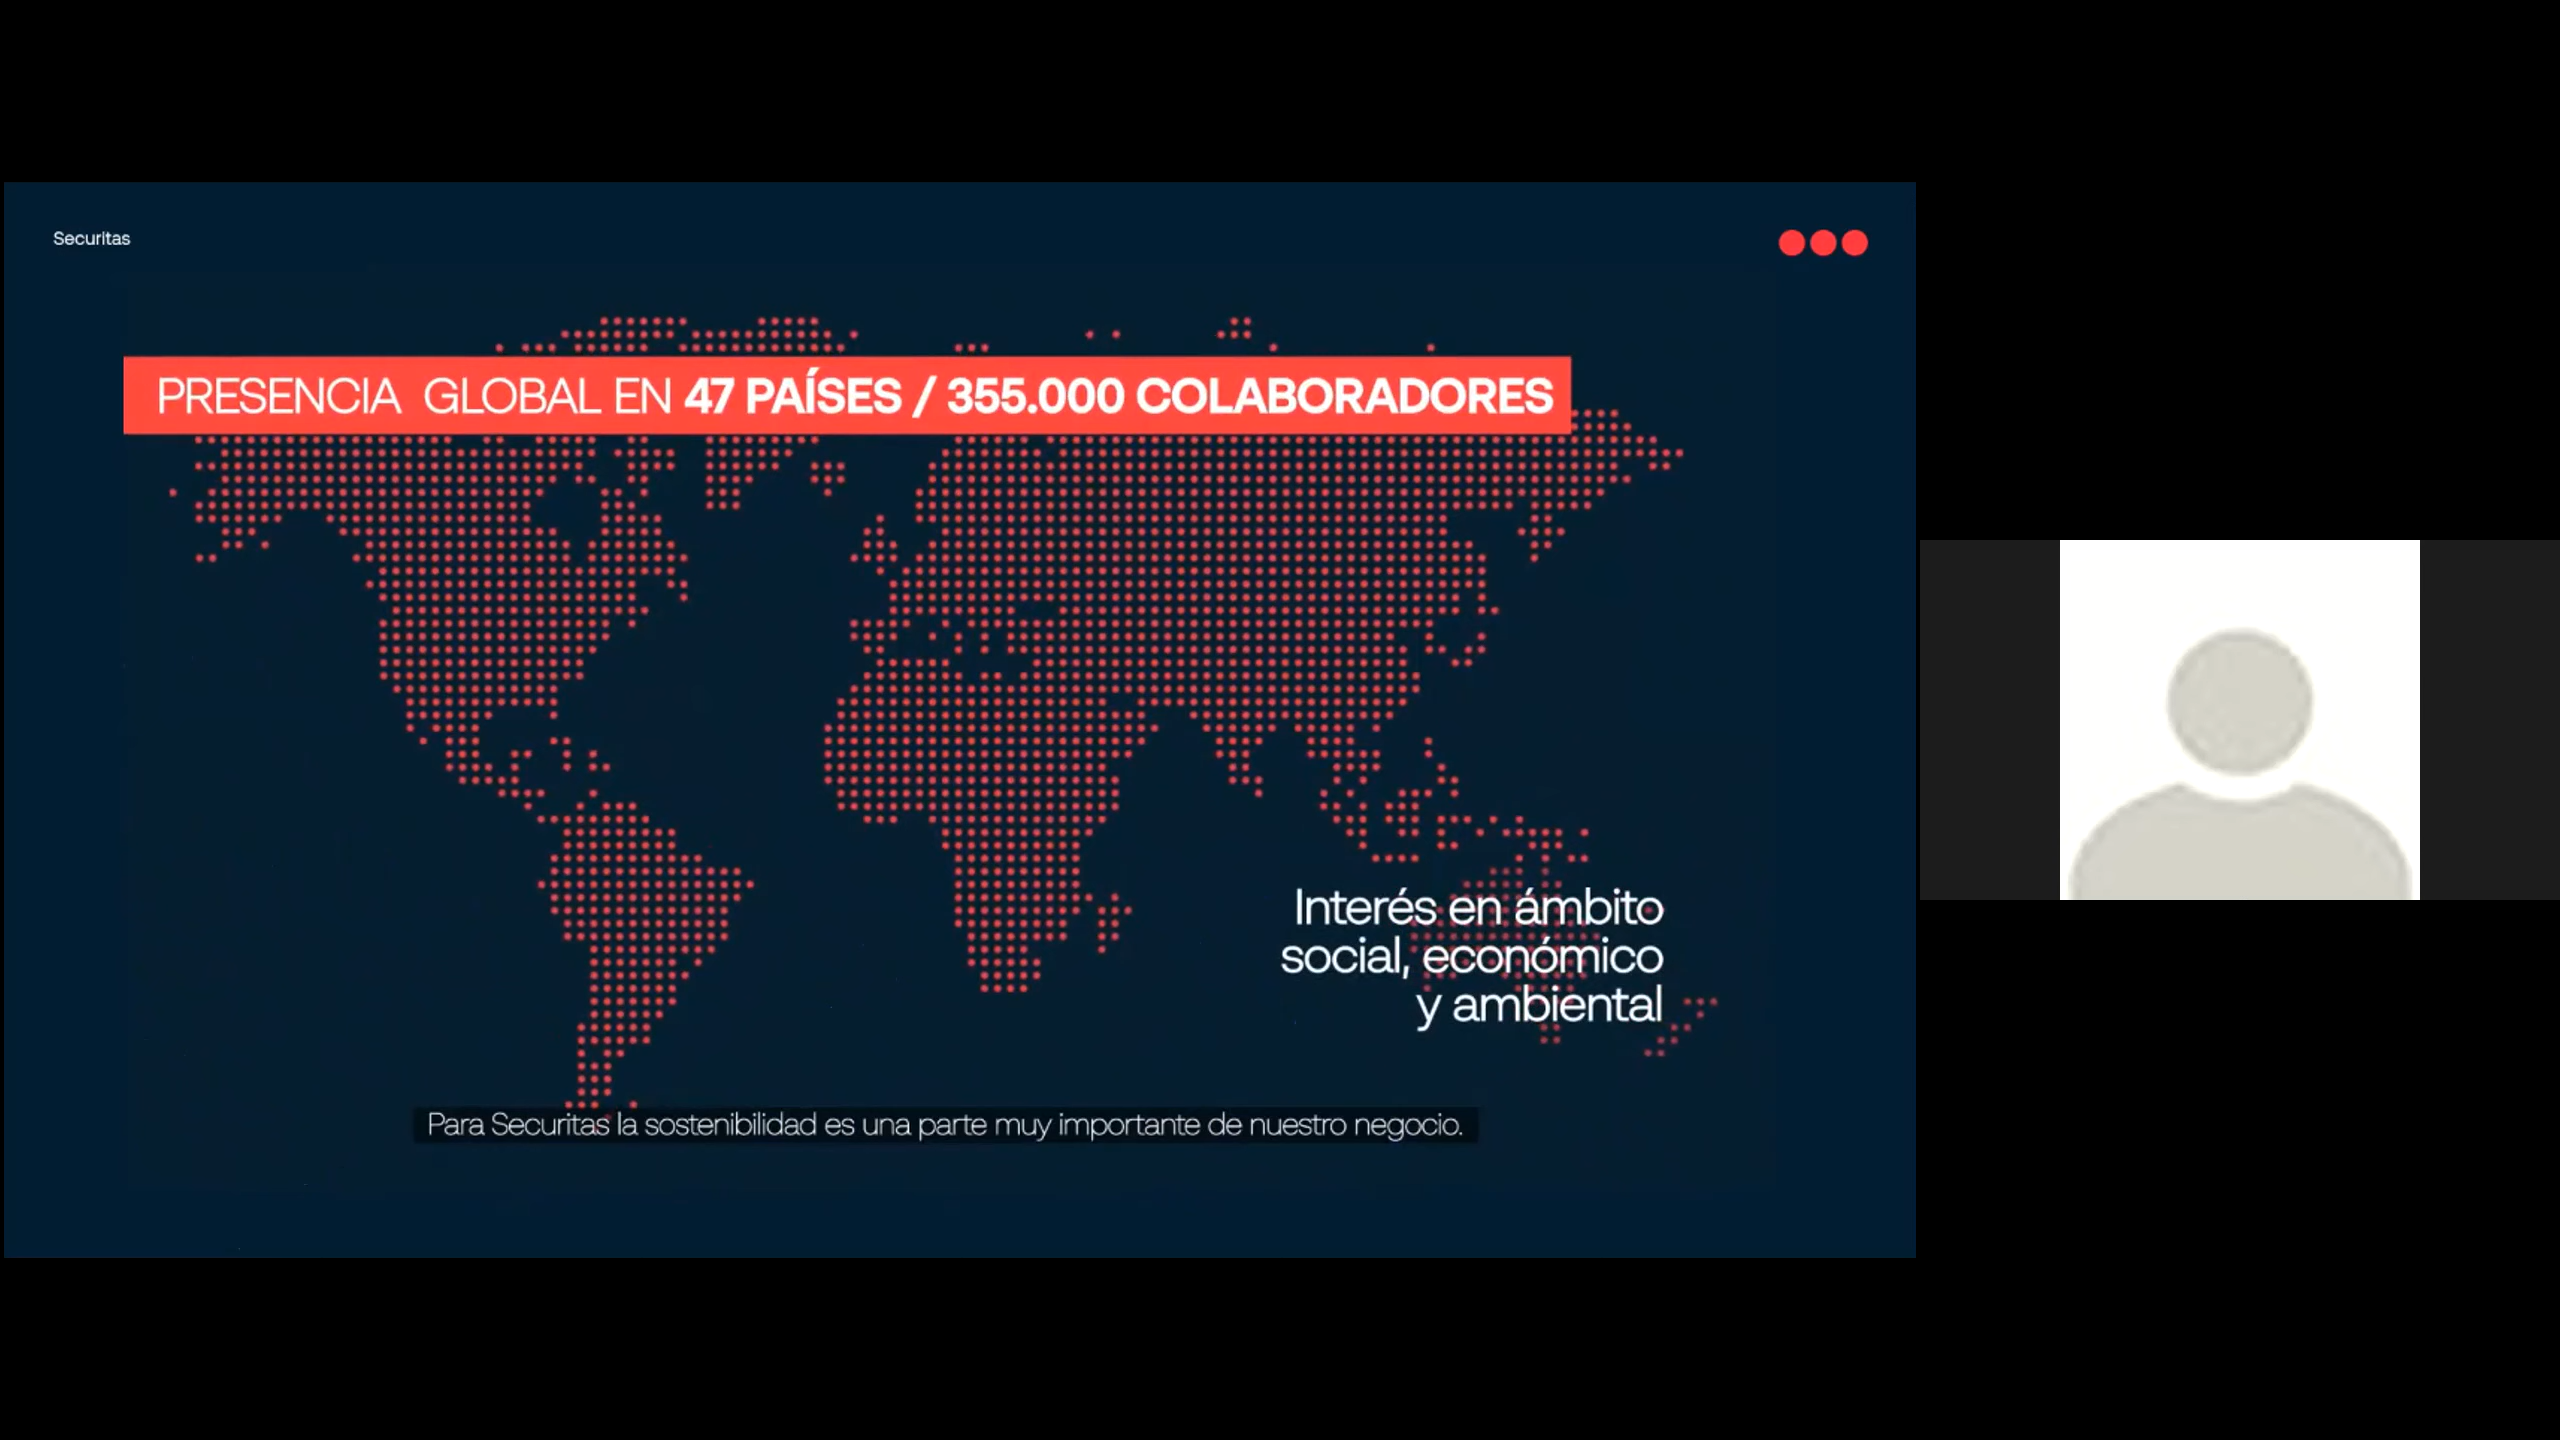 Securitas
PRESENCIA GLOBAL EN 47 PAÍSES / 355.000 COLABORADORES
Interés en ámbito
social, económico
y ambiental
Para Securitas la sostenibilidad es una parte muy importante de nuestro negocio.